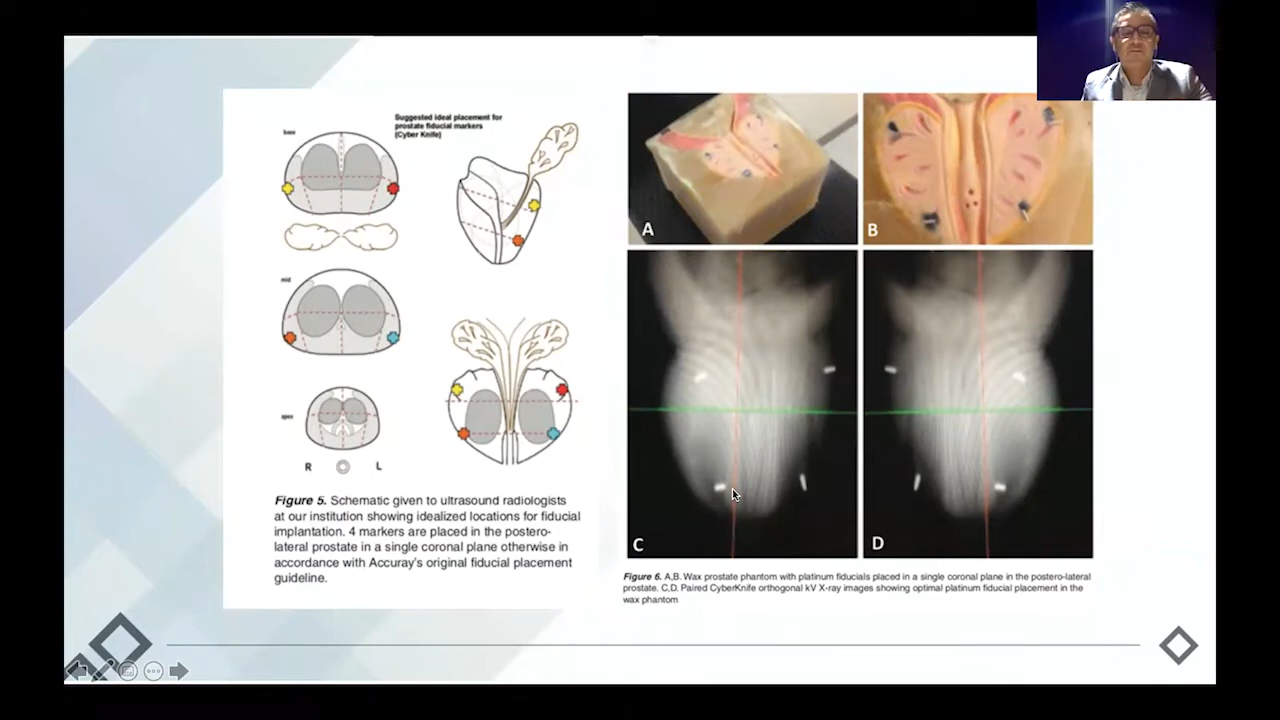 Suggested ideal placement for
prostate fiducial markers
(Cyber Knife)
base
mid
apex
R L
Figure 5. Schematic given to ultrasound radiologists
at our institution showing idealized locations for fiducial
implantation. 4 markers are placed in the postero-
lateral prostate in a single coronal plane otherwise in
accordance with Accuray's original fiducial placement
guideline.
A
B
C
D
Figure 6. A,B. Wax prostate phantom with platinum fiducials placed in a single coronal plane in the postero-lateral
prostate. C,D. Paired CyberKnife orthogonal kV X-ray images showing optimal platinum fiducial placement in the
wax phantom